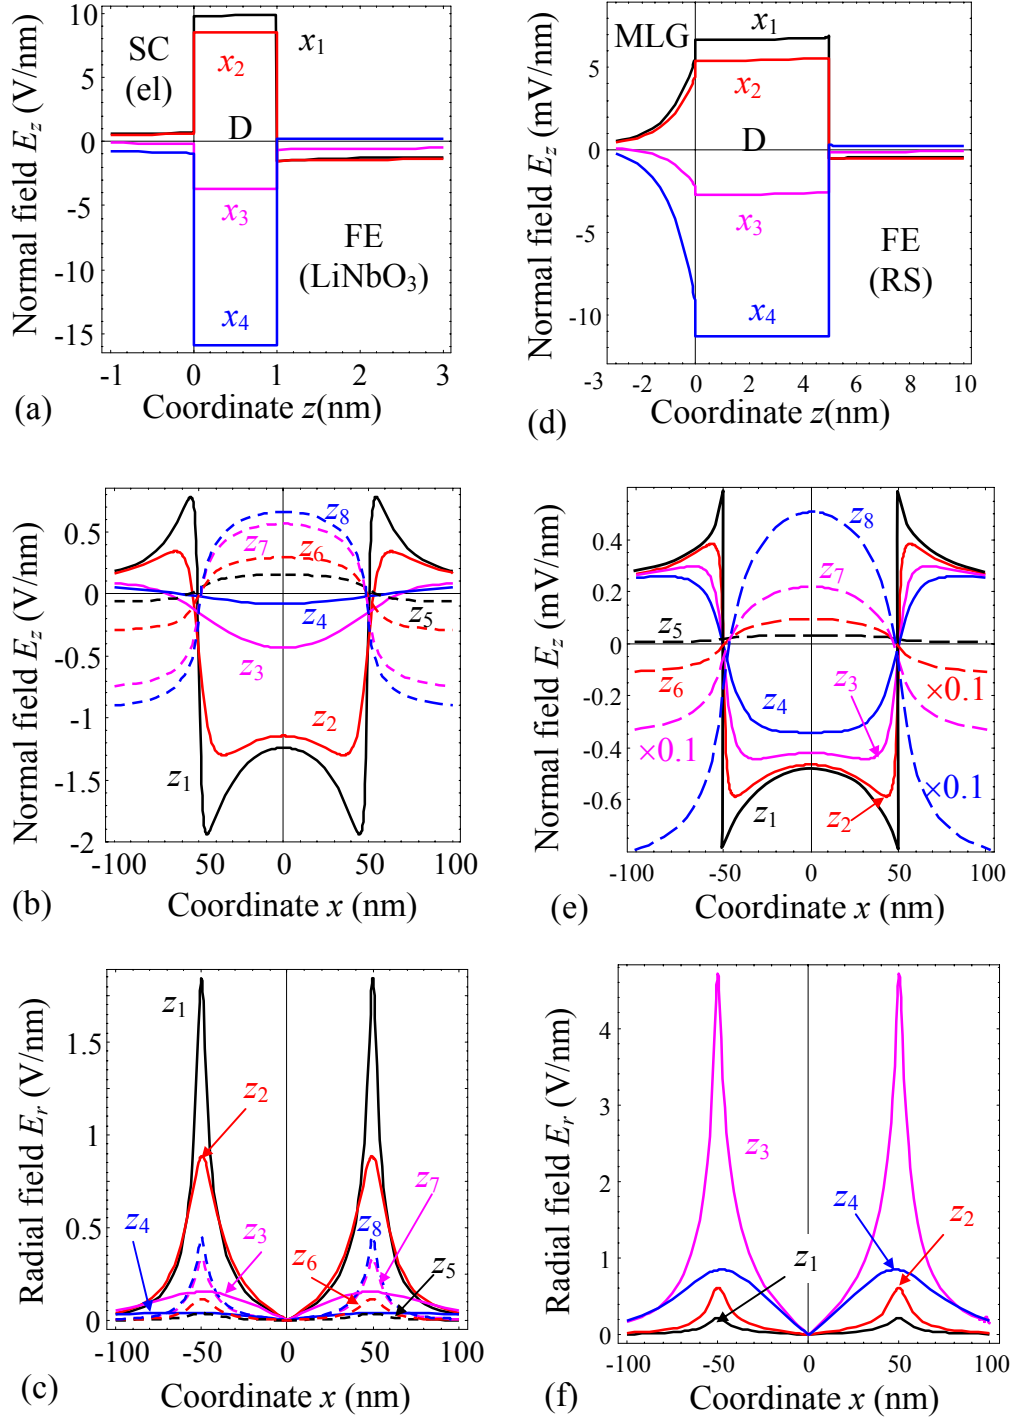 Normal field Ez (V/nm)
10
5
0
-5
-10
-15
SC
(el)
x1
x2
D
x3
x4
FE
(LiNbO3)
-1 0 1 2 3
(a)
Coordinate z(nm)
Normal field Ez (mV/nm)
5
0
-5
-10
MLG
x1
x2
D
x3
x4
FE
(RS)
-3 -2 0 2 4 6 8 10
(d)
Coordinate z(nm)
Normal field Ez (V/nm)
0.5
0
-0.5
-1
-1.5
-2
z8
z7
z6
z5
z4
z3
z2
z1
-100 -50 0 50 100
(b)
Coordinate x (nm)
Normal field Ez (mV/nm)
0.4
0.2
0
-0.2
-0.4
-0.6
z8
z7
z5
z6
z3
×0.1
z4
×0.1
×0.1
z1
z2
-100 -50 0 50 100
(e)
Coordinate x (nm)
Radial field Er (V/nm)
1.5
1
0.5
0
z1
z2
z7
z4
z8
z3
z6
z5
-100 -50 0 50 100
(c)
Coordinate x (nm)
Radial field Er (V/nm)
4
3
2
1
0
z3
z4
z2
z1
-100 -50 0 50 100
(f)
Coordinate x (nm)